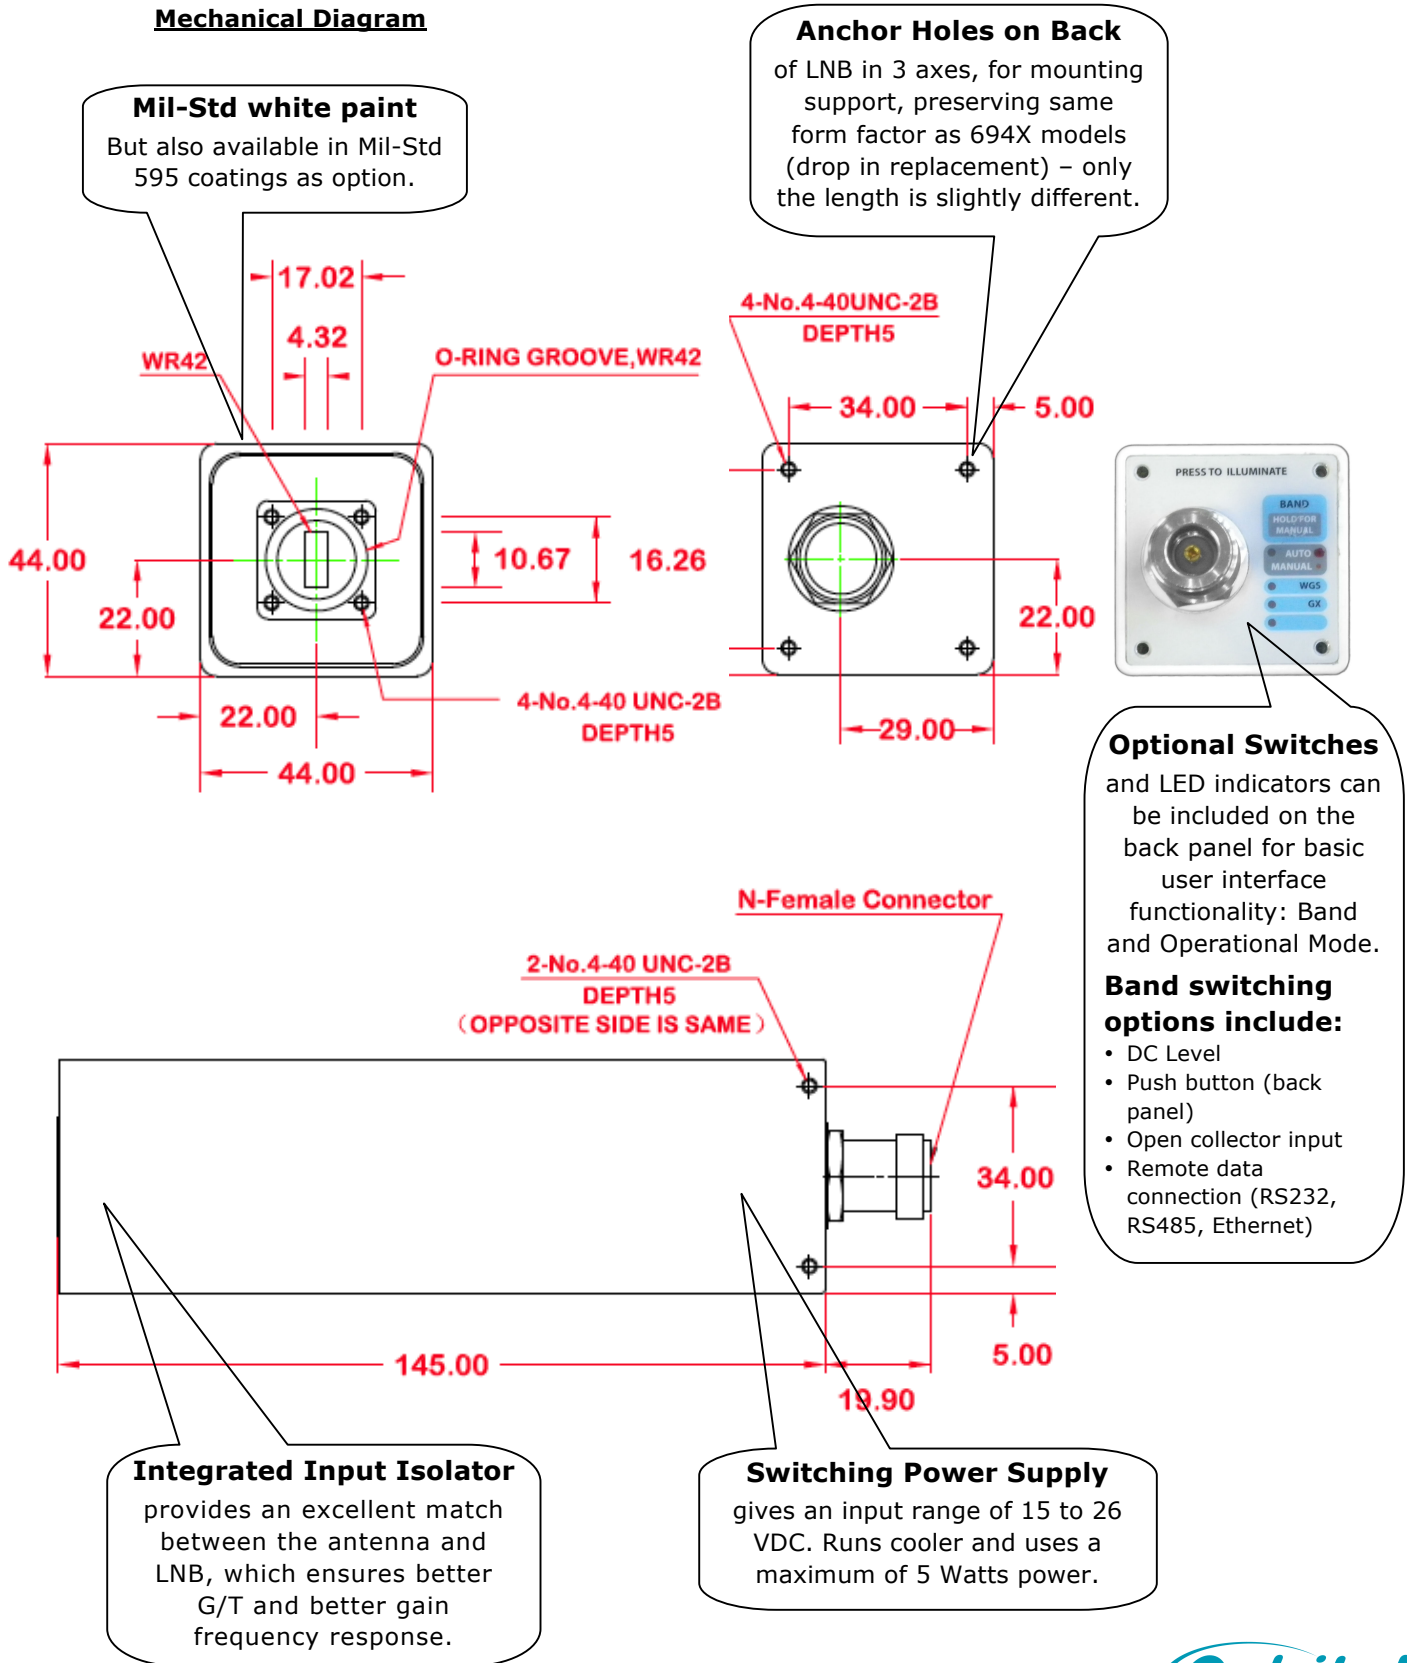 Mechanical Diagram
Anchor Holes on Back
of LNB in 3 axes, for mounting
support, preserving same
form factor as 694X models
(drop in replacement) – only
the length is slightly different.
Mil-Std white paint
But also available in Mil-Std
595 coatings as option.
17.02
4.32
WR42
O-RING GROOVE,WR42
44.00
22.00
10.67
16.26
22.00
44.00
4-No.4-40 UNC-2B
DEPTH5
4-No.4-40UNC-2B
DEPTH5
34.00
5.00
22.00
29.00
PRESS TO ILLUMINATE
BAND
HOLD FOR
MANUAL
AUTO
MANUAL
WGS
GX
Optional Switches
and LED indicators can
be included on the
back panel for basic
user interface
functionality: Band
and Operational Mode.
Band switching
options include:
• DC Level
• Push button (back
panel)
• Open collector input
• Remote data
connection (RS232,
RS485, Ethernet)
N-Female Connector
2-No.4-40 UNC-2B
DEPTH5
(OPPOSITE SIDE IS SAME)
34.00
5.00
145.00
19.90
Integrated Input Isolator
provides an excellent match
between the antenna and
LNB, which ensures better
G/T and better gain
frequency response.
Switching Power Supply
gives an input range of 15 to 26
VDC. Runs cooler and uses a
maximum of 5 Watts power.